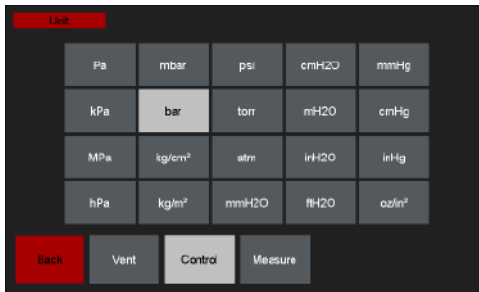 Unit
Pa mbar psi cmH2O mmHg
kPa bar torr mH2O cmHg
MPa kg/cm² atm inH2O inHg
hPa kg/m² mmH2O ftH2O oz/in²
Back Vent Control Measure